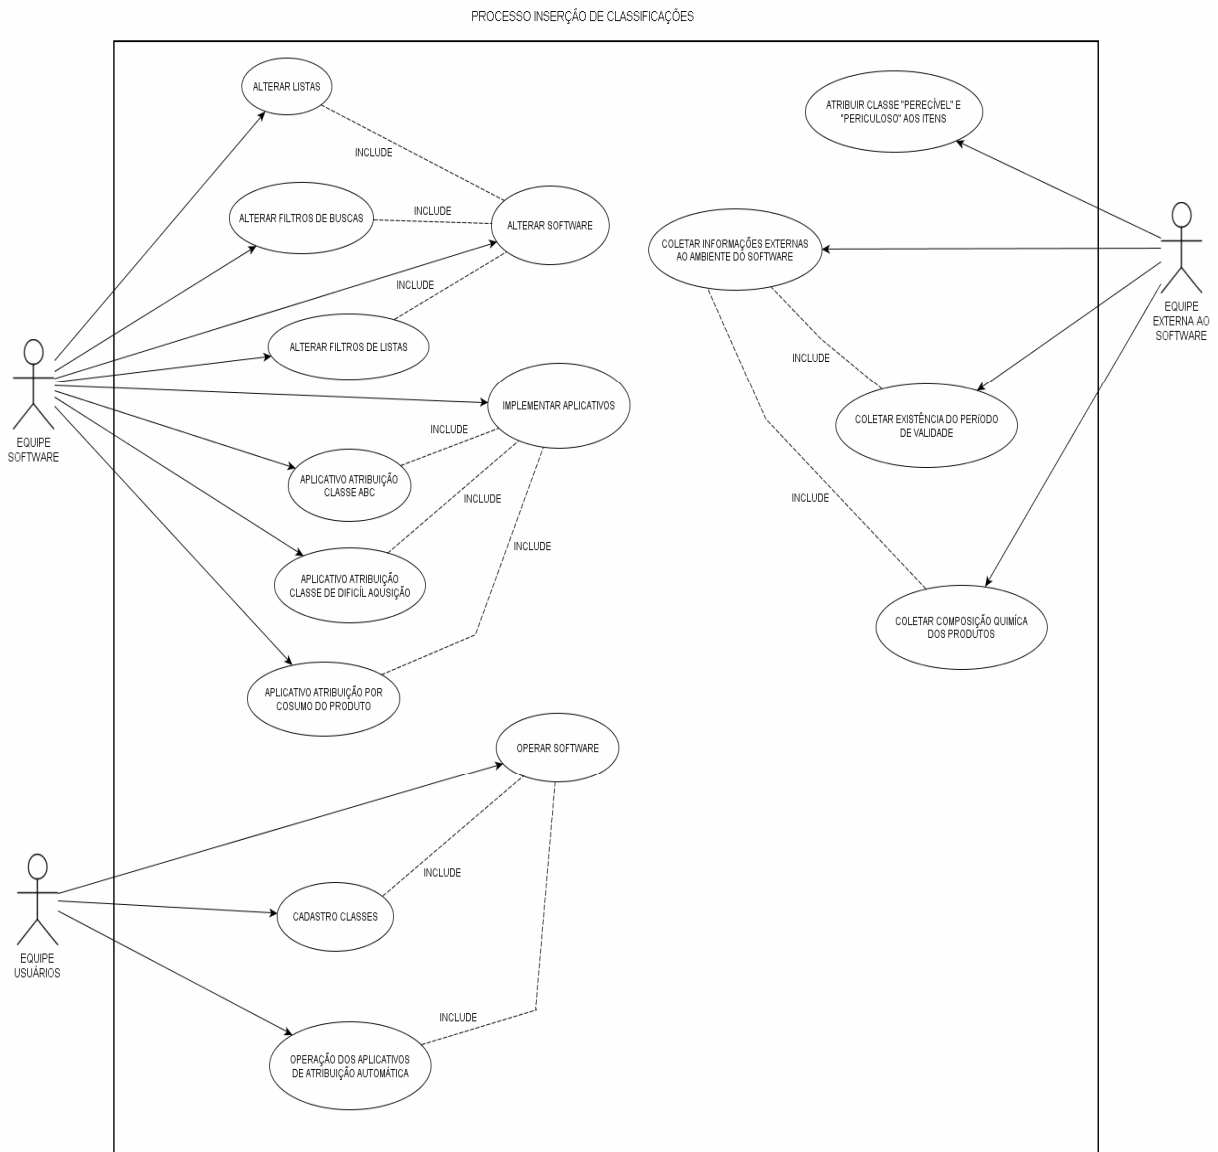 PROCESSO INSERÇÃO DE CLASSIFICAÇÕES
ALTERAR LISTAS
INCLUDE
ALTERAR FILTROS DE BUSCAS
INCLUDE
ALTERAR SOFTWARE
INCLUDE
ALTERAR FILTROS DE LISTAS
EQUIPE
SOFTWARE
IMPLEMENTAR APLICATIVOS
INCLUDE
APLICATIVO ATRIBUIÇÃO
CLASSE ABC
INCLUDE
INCLUDE
APLICATIVO ATRIBUIÇÃO
CLASSE DE DIFICÍL AQUSIÇÃO
APLICATIVO ATRIBUIÇÃO POR
COSUMO DO PRODUTO
OPERAR SOFTWARE
INCLUDE
CADASTRO CLASSES
EQUIPE
USUÁRIOS
INCLUDE
OPERAÇÃO DOS APLICATIVOS
DE ATRIBUIÇÃO AUTOMÁTICA
ATRIBUIR CLASSE "PERECÍVEL" E
"PERICULOSO" AOS ITENS
COLETAR INFORMAÇÕES EXTERNAS
AO AMBIENTE DO SOFTWARE
EQUIPE
EXTERNA AO
SOFTWARE
INCLUDE
COLETAR EXISTÊNCIA DO PERÍODO
DE VALIDADE
INCLUDE
COLETAR COMPOSIÇÃO QUIMÍCA
DOS PRODUTOS